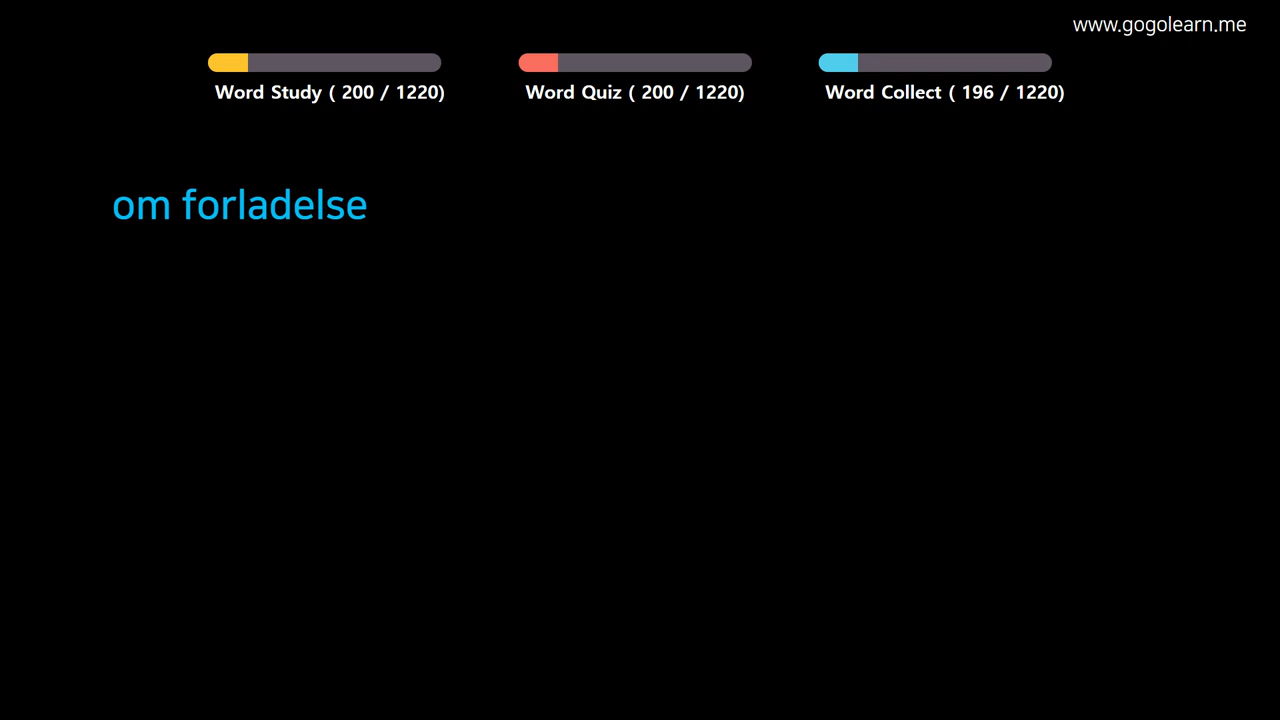 www.gogolearn.me
Word Study ( 200 / 1220)
Word Quiz ( 200 / 1220)
Word Collect ( 196 / 1220)
om forladelse